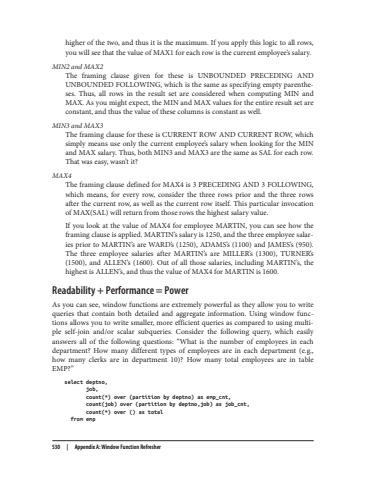 higher of the two, and thus it is the maximum. If you apply this logic to all rows,
you will see that the value of MAX1 for each row is the current employee's salary.
MIN2 and MAX2
The framing clause given for these is UNBOUNDED PRECEDING AND
UNBOUNDED FOLLOWING, which is the same as specifying empty parenthe-
ses. Thus, all rows in the result set are considered when computing MIN and
MAX. As you might expect, the MIN and MAX values for the entire result set are
constant, and thus the value of these columns is constant as well.
MIN3 and MAX3
The framing clause for these is CURRENT ROW AND CURRENT ROW, which
simply means use only the current employee's salary when looking for the MIN
and MAX salary. Thus, both MIN3 and MAX3 are the same as SAL for each row.
That was easy, wasn't it?
MAX4
The framing clause defined for MAX4 is 3 PRECEDING AND 3 FOLLOWING,
which means, for every row, consider the three rows prior and the three rows
after the current row, as well as the current row itself. This particular invocation
of MAX(SAL) will return from those rows the highest salary value.
If you look at the value of MAX4 for employee MARTIN, you can see how the
framing clause is applied. MARTIN's salary is 1250, and the three employee salar-
ies prior to MARTIN's are WARD's (1250), ADAMS's (1100) and JAMES's (950).
The three employee salaries after MARTIN's are MILLER's (1300), TURNER's
(1500), and ALLEN's (1600). Out of all those salaries, including MARTIN's, the
highest is ALLEN's, and thus the value of MAX4 for MARTIN is 1600.
Readability + Performance = Power
As you can see, window functions are extremely powerful as they allow you to write
queries that contain both detailed and aggregate information. Using window func-
tions allows you to write smaller, more efficient queries as compared to using multi-
ple self-join and/or scalar subqueries. Consider the following query, which easily
answers all of the following questions: "What is the number of employees in each
department? How many different types of employees are in each department (e.g.,
how many clerks are in department 10)? How many total employees are in table
EMP?"
select deptno,
job,
count(*) over (partition by deptno) as emp_cnt,
count(job) over (partition by deptno,job) as job_cnt,
count(*) over () as total
from emp
530 | Appendix A: Window Function Refresher